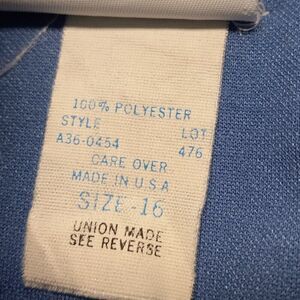 100% POLYESTER
STYLE LOT
A36-0454 476
CARE OVER
MADE IN U.S.A
SIZE-16
UNION MADE
SEE REVERSE